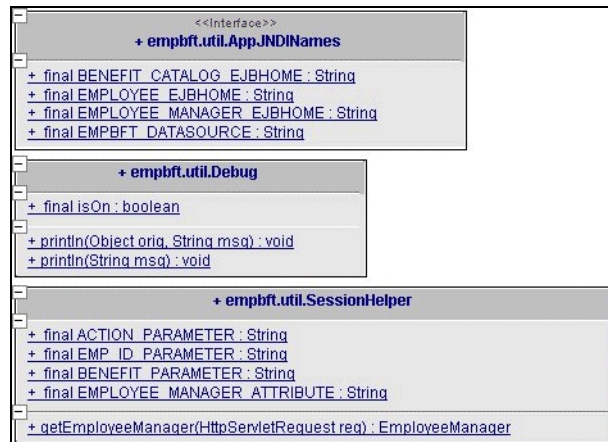 <<Interface>>
+ empbft.util.AppJNDINames
+ final BENEFIT_CATALOG_EJBHOME : String
+ final EMPLOYEE_EJBHOME : String
+ final EMPLOYEE_MANAGER_EJBHOME : String
+ final EMPBFT_DATASOURCE : String
+ empbft.util.Debug
+ final isOn : boolean
+ println(Object orig, String msg) : void
+ println(String msg) : void
+ empbft.util.SessionHelper
+ final ACTION_PARAMETER : String
+ final EMP_ID_PARAMETER : String
+ final BENEFIT_PARAMETER : String
+ final EMPLOYEE_MANAGER_ATTRIBUTE : String
+ getEmployeeManager(HttpServletRequest req) : EmployeeManager